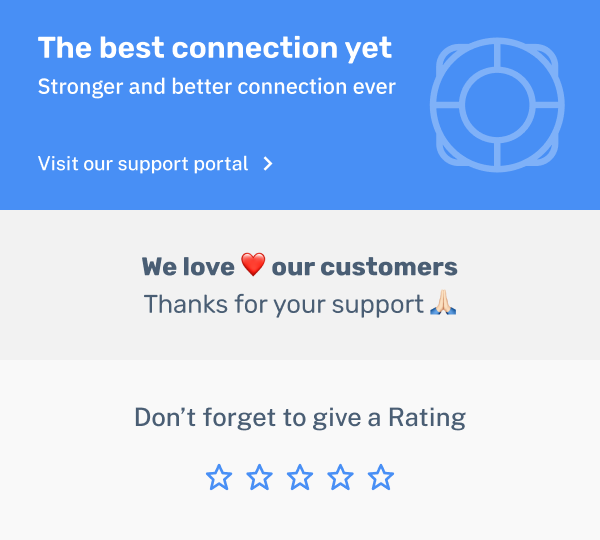 The best connection yet
Stronger and better connection ever
Visit our support portal
We love ❤️ our customers
Thanks for your support 🙏🏻
Don’t forget to give a Rating